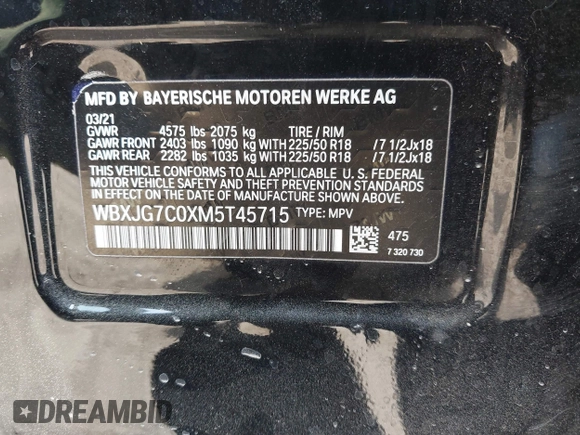 MFD BY BAYERISCHE MOTOREN WERKE AG
03/21
GVWR 4575 lbs 2075 kg TIRE / RIM
GAWR FRONT 2403 lbs 1090 kg WITH 225/50 R18 /7 1/2Jx18
GAWR REAR 2282 lbs 1035 kg WITH 225/50 R18 /7 1/2Jx18
THIS VEHICLE CONFORMS TO ALL APPLICABLE U. S. FEDERAL
MOTOR VEHICLE SAFETY, BUMPER, AND THEFT PREVENTION
STANDARDS IN EFFECT ON THE DATE OF MANUFACTURE SHOWN
ABOVE.
WBXJG7C0XM5T45715 TYPE: MPV
475
7 320 730
DREAMBID